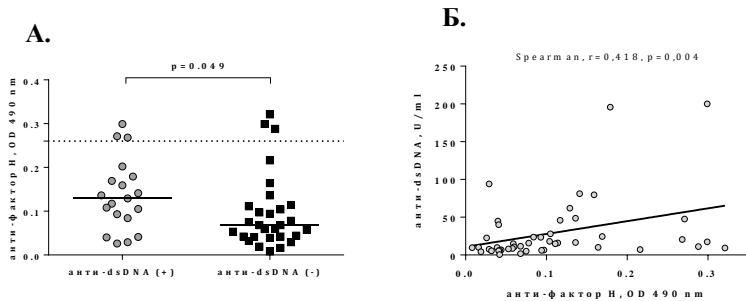 А.
p=0.049
анти-фактор H, OD 490 nm
0.4
0.3
0.2
0.1
0.0
анти-dsDNA (+)
анти-dsDNA (-)
Б.
Spearman, r=0,418, p=0,004
анти-dsDNA, U/ml
250
200
150
100
50
0
0.0
0.1
0.2
0.3
анти-фактор H, OD 490 nm